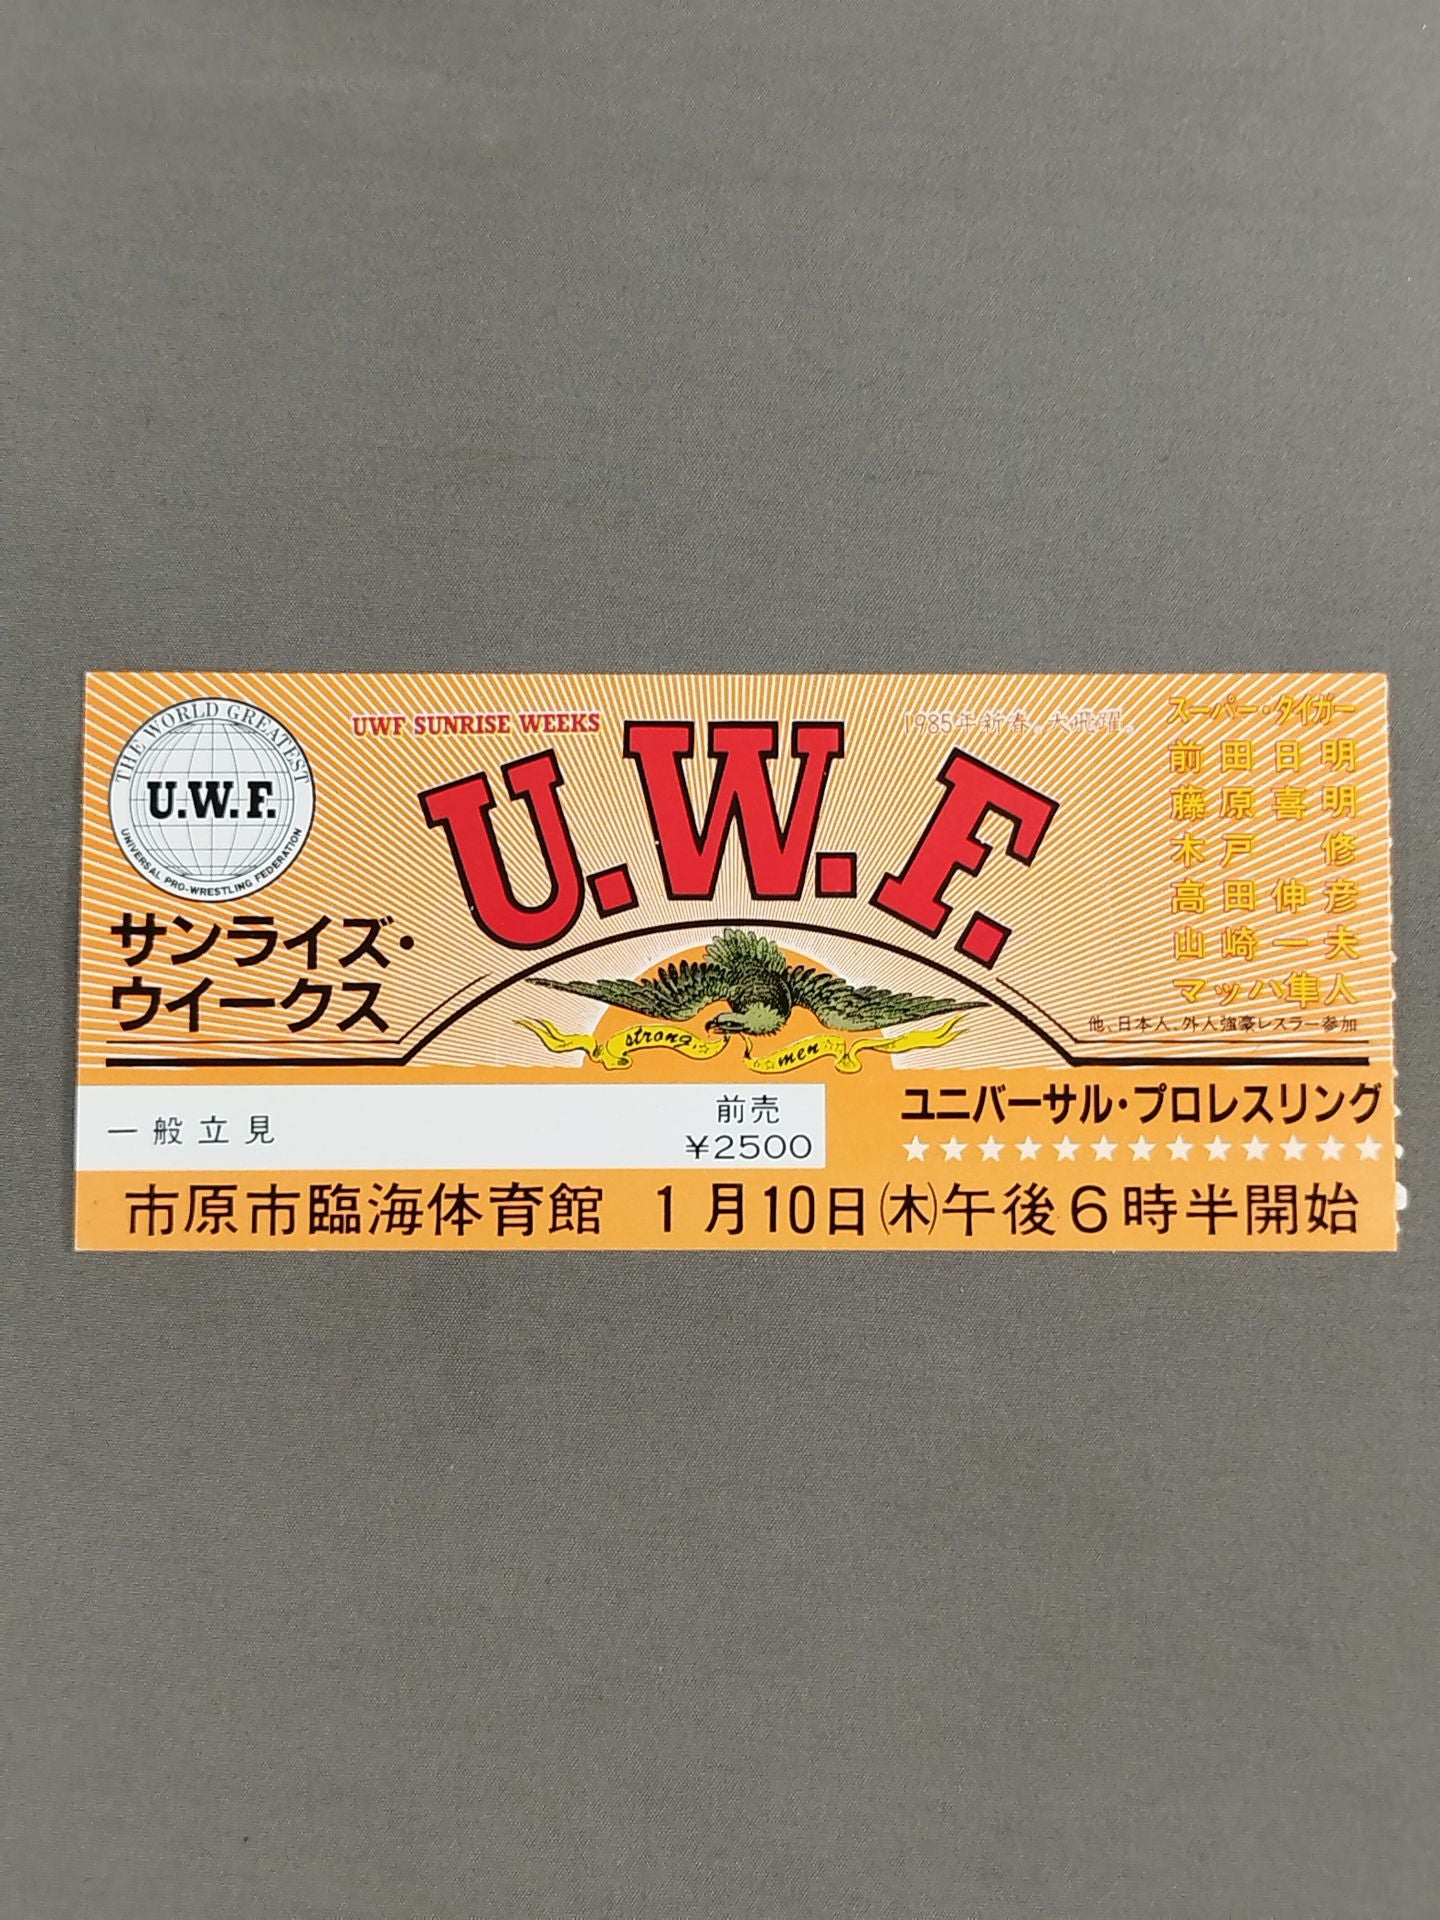 THE WORLD GREATEST
U.W.F.
UNIVERSAL PRO-WRESTLING FEDERATION
UWF SUNRISE WEEKS
1985年新春。大飛躍。
U.W.F.
サンライズ・
ウイークス
strong
men
スーパー・タイガー
前田日明
藤原喜明
木戸 修
高田伸彦
山崎一夫
マッハ隼人
他、日本人、外人強豪レスラー参加
一般立見
前売
¥2500
ユニバーサル・プロレスリング
市原市臨海体育館 1月10日(木)午後6時半開始